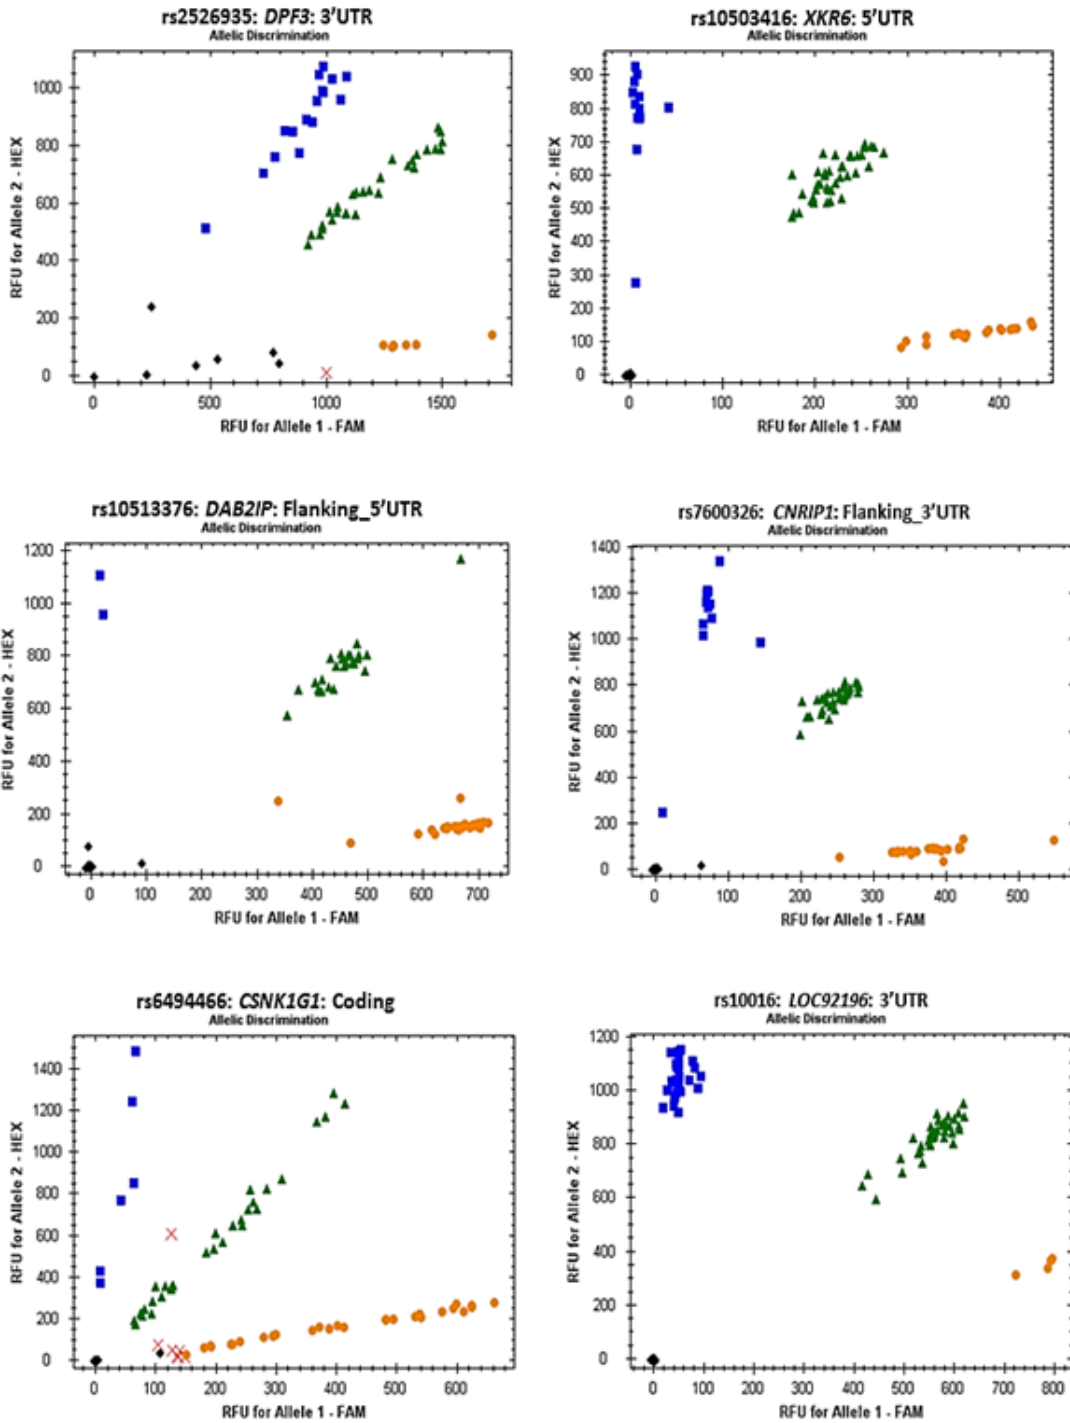 rs2526935: DPF3: 3'UTR
Allelic Discrimination
RFU for Allele 2 - HEX
1000
800
600
400
200
0
0 500 1000 1500
RFU for Allele 1 - FAM
rs10503416: XKR6: 5'UTR
Allelic Discrimination
RFU for Allele 2 - HEX
900
800
700
600
500
400
300
200
100
0
0 100 200 300 400
RFU for Allele 1 - FAM
rs10513376: DAB2IP: Flanking_5'UTR
Allelic Discrimination
RFU for Allele 2 - HEX
1200
1000
800
600
400
200
0
0 100 200 300 400 500 600 700
RFU for Allele 1 - FAM
rs7600326: CNRIP1: Flanking_3'UTR
Allelic Discrimination
RFU for Allele 2 - HEX
1400
1200
1000
800
600
400
200
0
0 100 200 300 400 500
RFU for Allele 1 - FAM
rs6494466: CSNK1G1: Coding
Allelic Discrimination
RFU for Allele 2 - HEX
1400
1200
1000
800
600
400
200
0
0 100 200 300 400 500 600
RFU for Allele 1 - FAM
rs10016: LOC92196: 3'UTR
Allelic Discrimination
RFU for Allele 2 - HEX
1200
1000
800
600
400
200
0
0 100 200 300 400 500 600 700 800
RFU for Allele 1 - FAM